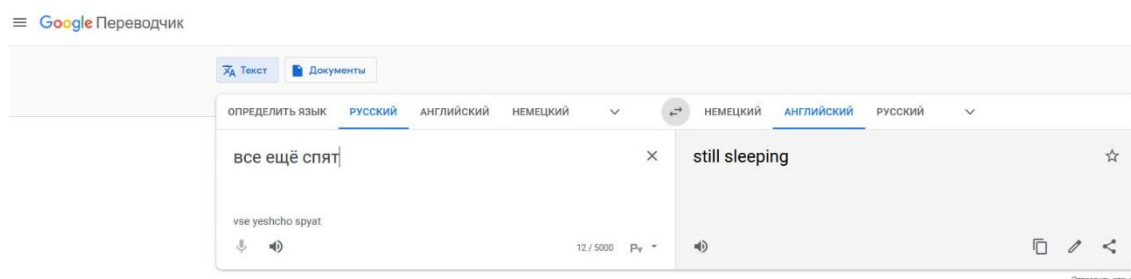 Google Переводчик
Текст Документы
ОПРЕДЕЛИТЬ ЯЗЫК РУССКИЙ АНГЛИЙСКИЙ НЕМЕЦКИЙ НЕМЕЦКИЙ АНГЛИЙСКИЙ РУССКИЙ
все ещё спят still sleeping
vse yeshcho spyat
12 / 5000 Ру